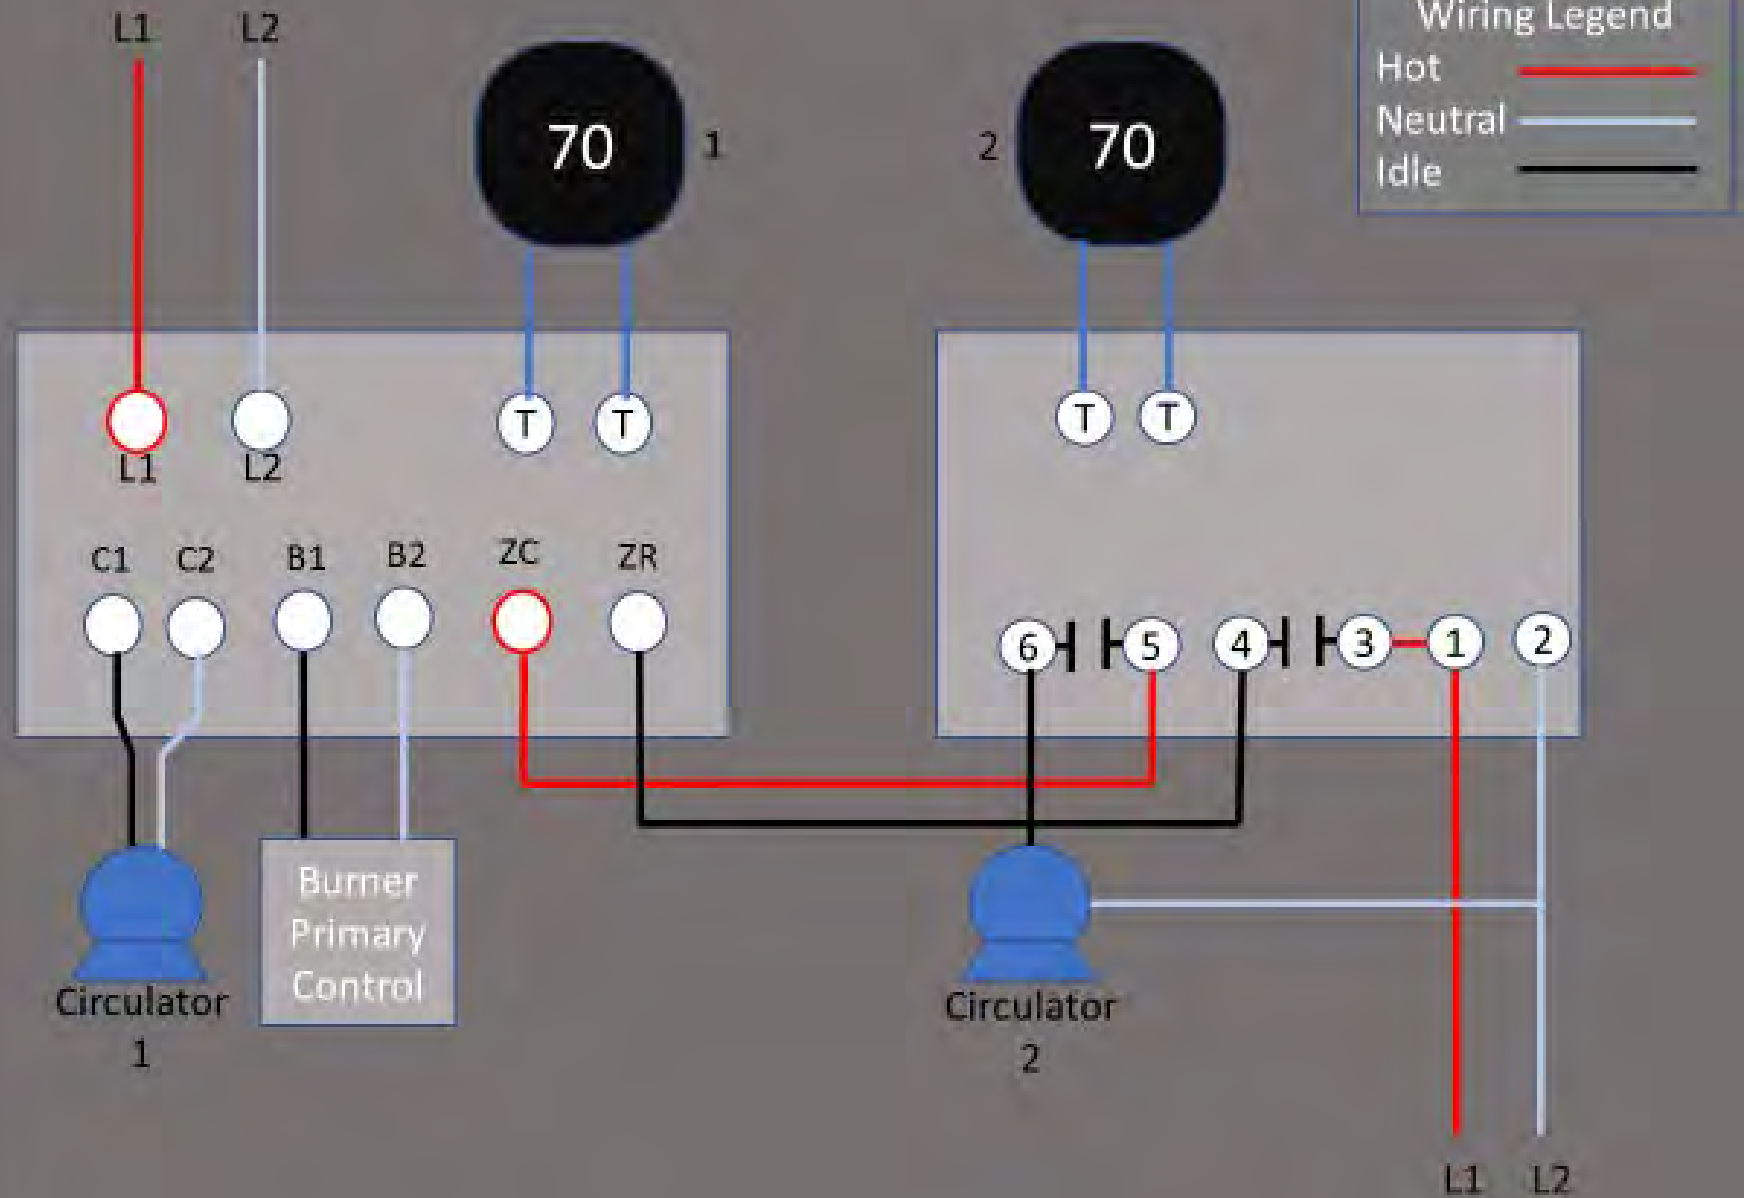 L1 L2
Wiring Legend
Hot
Neutral
Idle
70 1
2 70
L1 L2
T T
T T
C1 C2 B1 B2 ZC ZR
6 5 4 3 1 2
Burner
Primary
Control
Circulator
1
Circulator
2
L1 L2